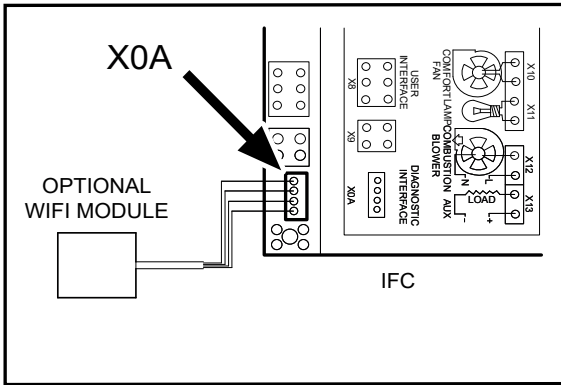 X0A
OPTIONAL
WIFI MODULE
X8
USER
INTERFACE
X9
X0A
DIAGNOSTIC
INTERFACE
COMFORT
FAN
LAMP
COMBUSTION
BLOWER
AUX
X10
X11
X12
N
L
X13
LOAD
-
+
IFC